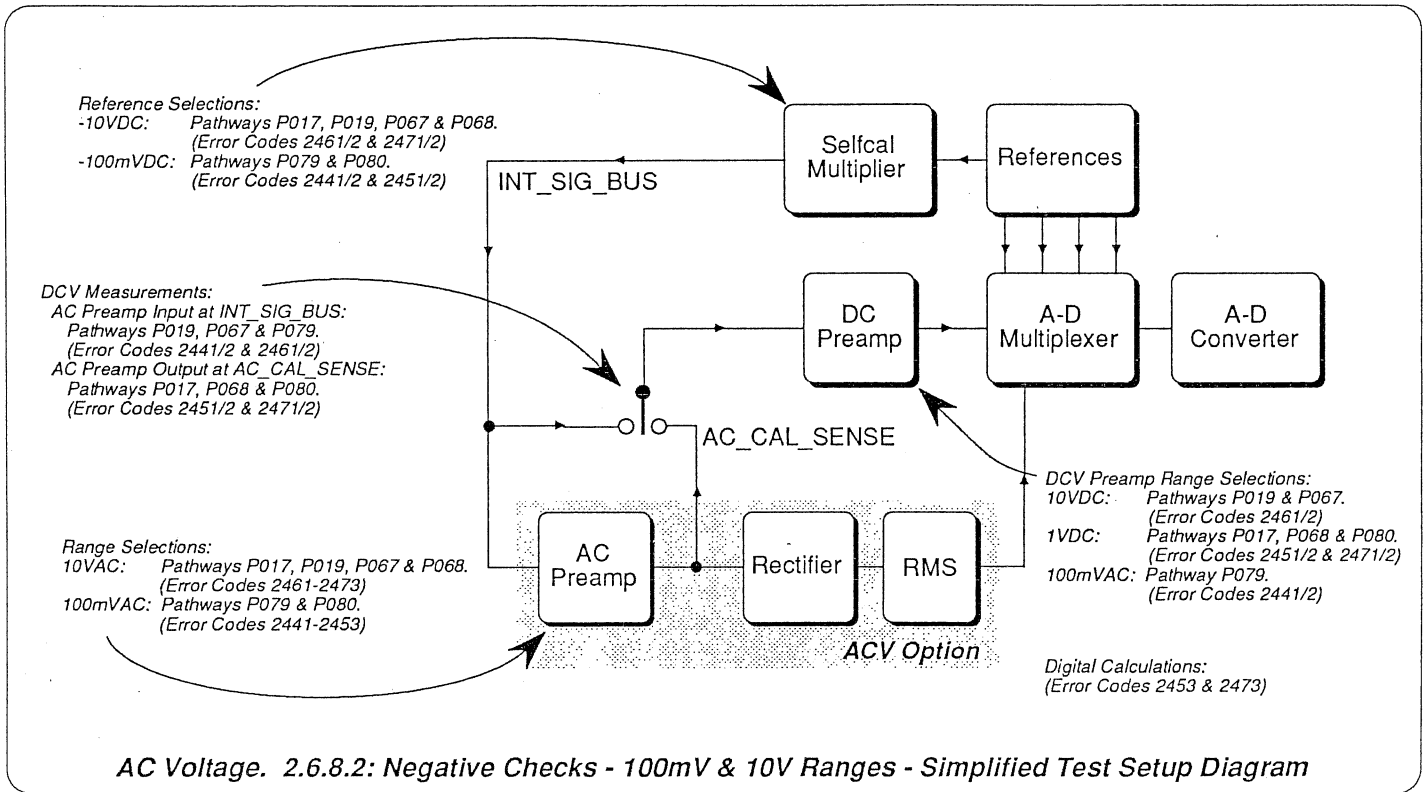 Reference Selections:
-10VDC: Pathways P017, P019, P067 & P068.
(Error Codes 2461/2 & 2471/2)
-100mVDC: Pathways P079 & P080.
(Error Codes 2441/2 & 2451/2)
Selfcal
Multiplier
References
INT_SIG_BUS
DCV Measurements:
AC Preamp Input at INT_SIG_BUS:
Pathways P019, P067 & P079.
(Error Codes 2441/2 & 2461/2)
AC Preamp Output at AC_CAL_SENSE:
Pathways P017, P068 & P080.
(Error Codes 2451/2 & 2471/2)
DC
Preamp
A-D
Multiplexer
A-D
Converter
AC_CAL_SENSE
DCV Preamp Range Selections:
10VDC: Pathways P019 & P067.
(Error Codes 2461/2)
1VDC: Pathways P017, P068 & P080.
(Error Codes 2451/2 & 2471/2)
100mVAC: Pathway P079.
(Error Codes 2441/2)
Range Selections:
10VAC: Pathways P017, P019, P067 & P068.
(Error Codes 2461-2473)
100mVAC: Pathways P079 & P080.
(Error Codes 2441-2453)
AC
Preamp
Rectifier
RMS
ACV Option
Digital Calculations:
(Error Codes 2453 & 2473)
AC Voltage. 2.6.8.2: Negative Checks - 100mV & 10V Ranges - Simplified Test Setup Diagram